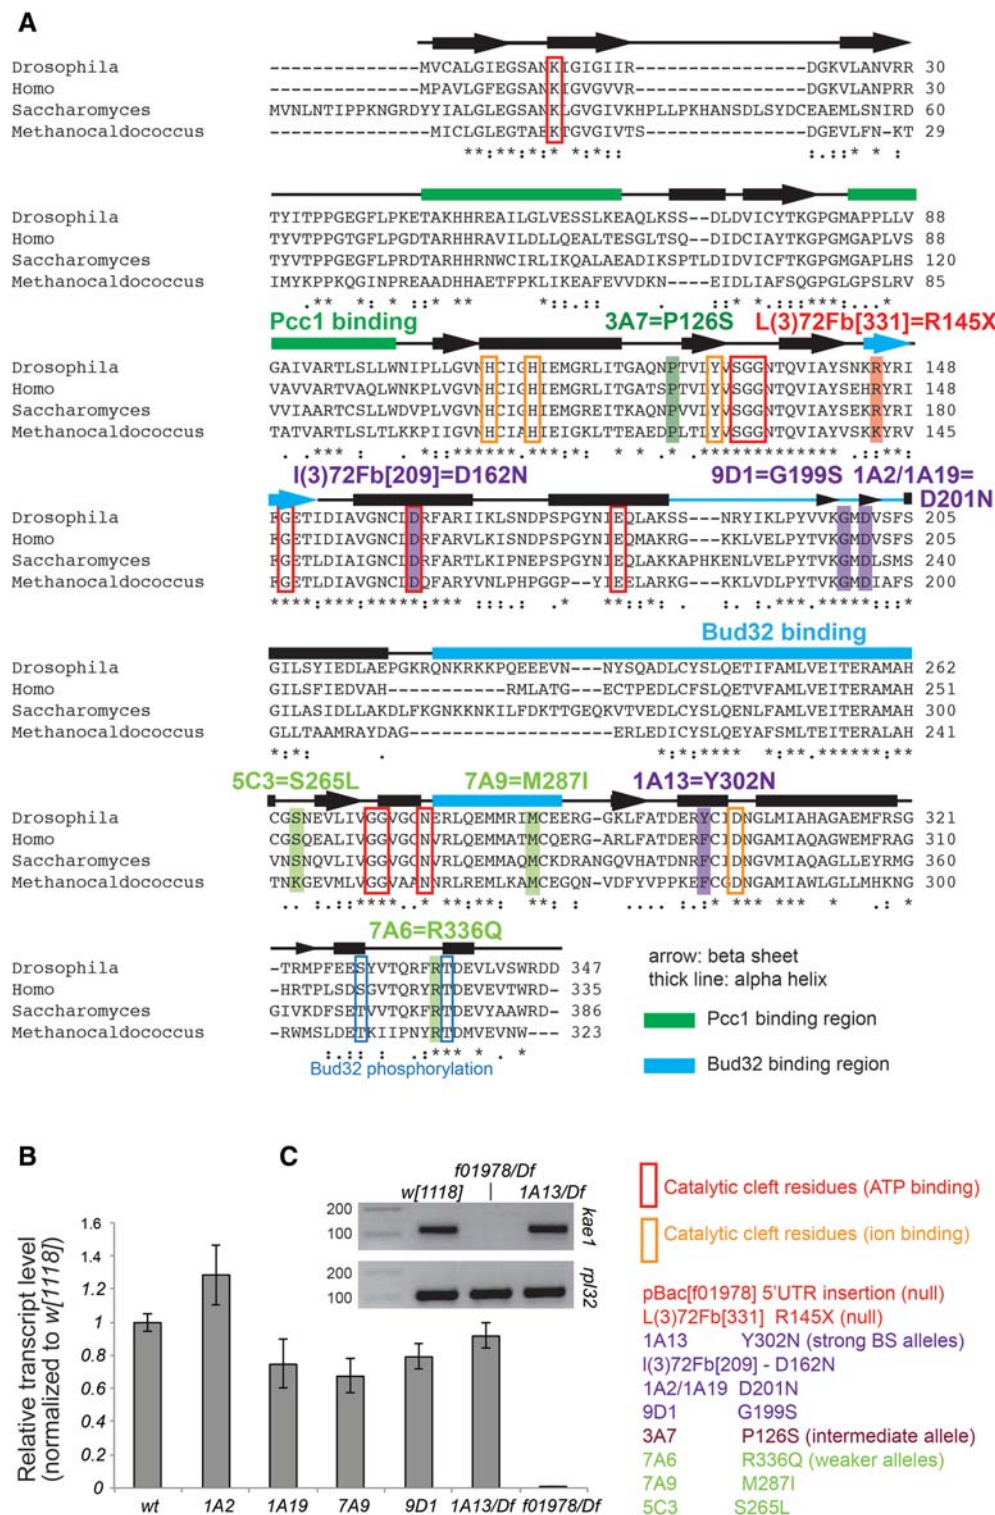 A
Drosophila --------------MVCALGIEGSANKIGIGIIR----------------DGKVLANVRR 30
Homo --------------MPAVLGFEGSANKIGVGVVR----------------DGKVLANPRR 30
Saccharomyces MVNLNTIPPKNGRDYYIALGLEGSANKLGVGIVKHPLLPKHANSDLSYDCEAEMLSNIRD 60
Methanocaldococcus ---------------MICLGLEGTAEKTGVGIVTS---------------DGEVLFN-KT 29
Drosophila TYITPPGEGFLPKETAKHHREAILGLVESSLKEAQLKSS--DLDVICYTKGPGMAPPLLV 88
Homo TYVTPPGTGFLPGDTARHHRAVILDLLQEALTESGLTSQ--DIDCIAYTKGPGMGAPLVS 88
Saccharomyces TYVTPPGEGFLPRDTARHHRNWCIRLIKQALAEADIKSPTLDIDVICFTKGPGMGAPLHS 120
Methanocaldococcus IMYKPPKQGINPREAADHHAETFPKLIKEAFEVVDKN----EIDLIAFSQGPGLGPSLRV 85
Pcc1 binding 3A7=P126S L(3)72Fb[331]=R145X
Drosophila GAIVARTLSLLWNIPLLGVNHCIGHIEMGRLITGAQNPTVLYVSGGNTQVIAYSNKRYRI 148
Homo VAVVARTVAQLWNKPLVGVNHCIGHIEMGRLITGATSPTVLYVSGGNTQVIAYSEHRYRI 148
Saccharomyces VVIAARTCSLLWDVPLVGVNHCIGHIEMGREITKAQNPVVLYVSGGNTQVIAYSEKRYRI 180
Methanocaldococcus TATVARTLSLTLKKPIIGVNHCIAHIEIGKLTTEAEDPLTLYVSGGNTQVIAYVSKKYRV 145
l(3)72Fb[209]=D162N 9D1=G199S 1A2/1A19=
D201N
Drosophila FGETIDIAVGNCLDRFARIIKLSNDPSPGYNIEQLAKSS---NRYIKLPYVVKGMDVSFS 205
Homo FGETIDIAVGNCLDRFARVLKISNDPSPGYNIEQMAKRG---KKLVELPYTVKGMDVSFS 205
Saccharomyces FGETLDIAIGNCLDRFARTLKIPNEPSPGYNIEQLAKKAPHKENLVELPYTVKGMDLSMS 240
Methanocaldococcus FGETLDIAVGNCLDQFARYVNLPHPGGP-YIEELARKG----KKLVDLPYTVKGMDIAFS 200
Bud32 binding
Drosophila GILSYIEDLAEPGKRQNKRKKPQEEEVN---NYSQADLCYSLQETIFAMLVEITERAMAH 262
Homo GILSFIEDVAH-----------RMLATG---ECTPEDLCFSLQETVFAMLVEITERAMAH 251
Saccharomyces GILASIDLLAKDLFKGNKKNKILFDKTTGEQKVTVEDLCYSLQENLFAMLVEITERAMAH 300
Methanocaldococcus GLLTAAMRAYDAG-------------------ERLEDICYSLQEYAFSMLTEITERALAH 241
5C3=S265L 7A9=M287I 1A13=Y302N
Drosophila CGSNEVLIVGGVGCNERLQEMMRIMCEERG-GKLFATDERYCIDNGLMIAHAGAEMFRSG 321
Homo CGSQEALIVGGVGCNVRLQEMMATMCQERG-ARLFATDERFCIDNGAMIAQAGWEMFRAG 310
Saccharomyces VNSNQVLIVGGVGCNVRLQEMMAQMCKDRANGQVHATDNRFCIDNGVMIAQAGLLEYRMG 360
Methanocaldococcus TNKGEVMLVGGVAANNRLREMLKAMCEGQN-VDFYVPPKEFCGDNGAMIAWLGLLMHKNG 300
7A6=R336Q
Drosophila -TRMPFEESYVTQRFRTDEVLVSWRDD 347
Homo -HRTPLSDSGVTQRYRTDEVEVTWRD- 335
Saccharomyces GIVKDFSETVVTQKFRTDEVYAAWRD- 386
Methanocaldococcus -RWMSLDETKIIPNYRTDMVEVNW--- 323
Bud32 phosphorylation
arrow: beta sheet
thick line: alpha helix
Pcc1 binding region
Bud32 binding region
B
Relative transcript level
(normalized to w[1118])
1.6
1.4
1.2
1
0.8
0.6
0.4
0.2
0
wt 1A2 1A19 7A9 9D1 1A13/Df f01978/Df
C
f01978/Df
w[1118] 1A13/Df
200
100
kae1
200
100
rpl32
Catalytic cleft residues (ATP binding)
Catalytic cleft residues (ion binding)
pBac[f01978] 5'UTR insertion (null)
L(3)72Fb[331] R145X (null)
1A13 Y302N (strong BS alleles)
l(3)72Fb[209] - D162N
1A2/1A19 D201N
9D1 G199S
3A7 P126S (intermediate allele)
7A6 R336Q (weaker alleles)
7A9 M287I
5C3 S265L